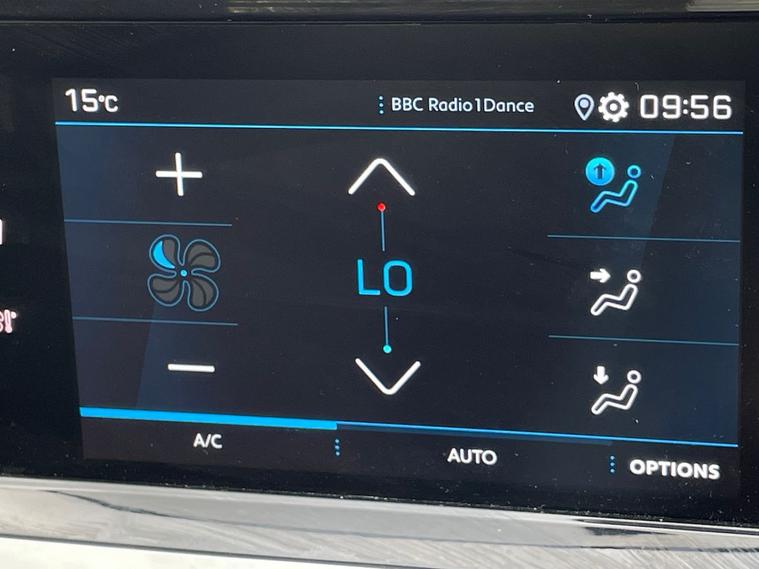 15°C
BBC Radio1Dance
09:56
LO
A/C
AUTO
OPTIONS